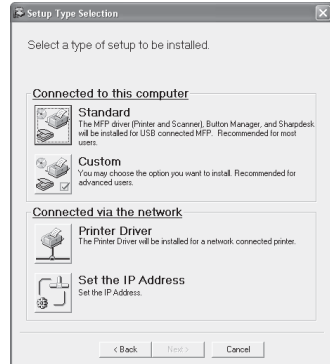 Setup Type Selection
Select a type of setup to be installed.
Connected to this computer
Standard
The MFP driver (Printer and Scanner), Button Manager, and Sharpdesk
will be installed for USB connected MFP. Recommended for most
users.
Custom
You may choose the option you want to install. Recommended for
advanced users.
Connected via the network
Printer Driver
The Printer Driver will be installed for a network connected printer.
Set the IP Address
Set the IP Address.
< Back
Next >
Cancel